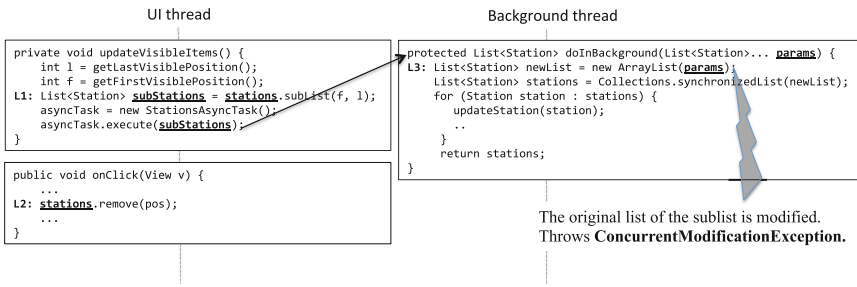 UI thread
private void updateVisibleItems() {
int l = getLastVisiblePosition();
int f = getFirstVisiblePosition();
L1: List<Station> subStations = stations.subList(f, l);
asyncTask = new StationsAsyncTask();
asyncTask.execute(subStations);
}
public void onClick(View v) {
...
L2: stations.remove(pos);
...
}
Background thread
protected List<Station> doInBackground(List<Station>... params) {
L3: List<Station> newList = new ArrayList(params);
List<Station> stations = Collections.synchronizedList(newList);
for (Station station : stations) {
updateStation(station);
..
}
return stations;
}
The original list of the sublist is modified.
Throws ConcurrentModificationException.